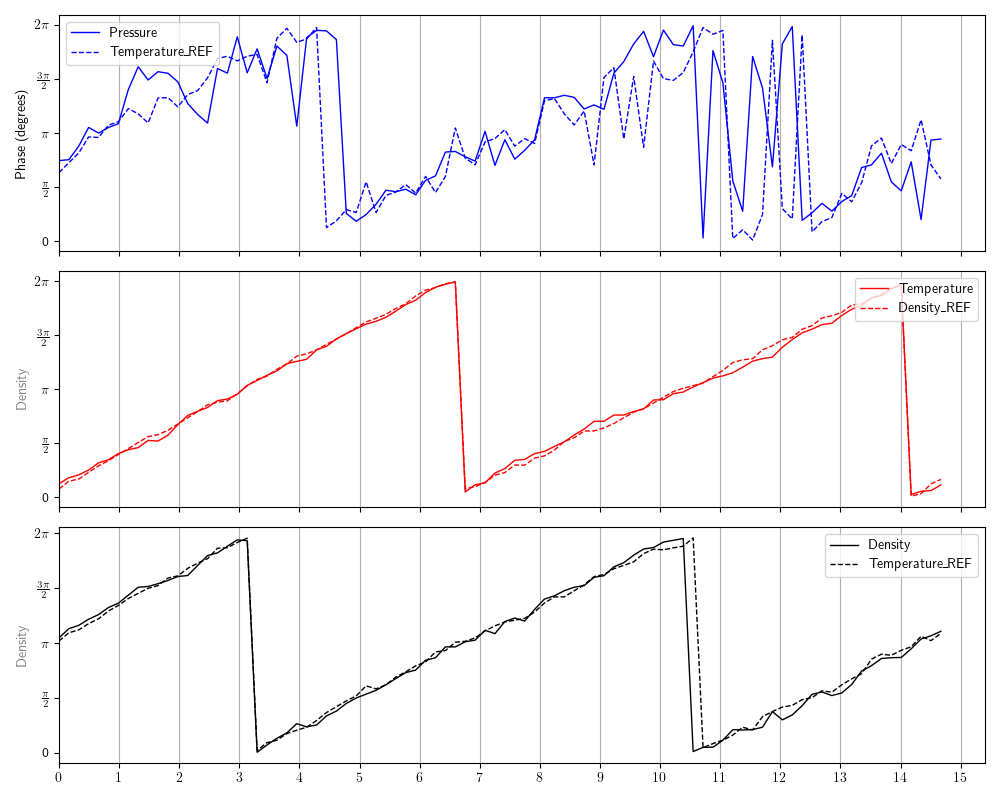 2π
3π/2
π
π/2
0
Phase (degrees)
Pressure
Temperature_REF
2π
3π/2
π
π/2
0
Density
Temperature
Density_REF
2π
3π/2
π
π/2
0
Density
Density
Temperature_REF
0 1 2 3 4 5 6 7 8 9 10 11 12 13 14 15